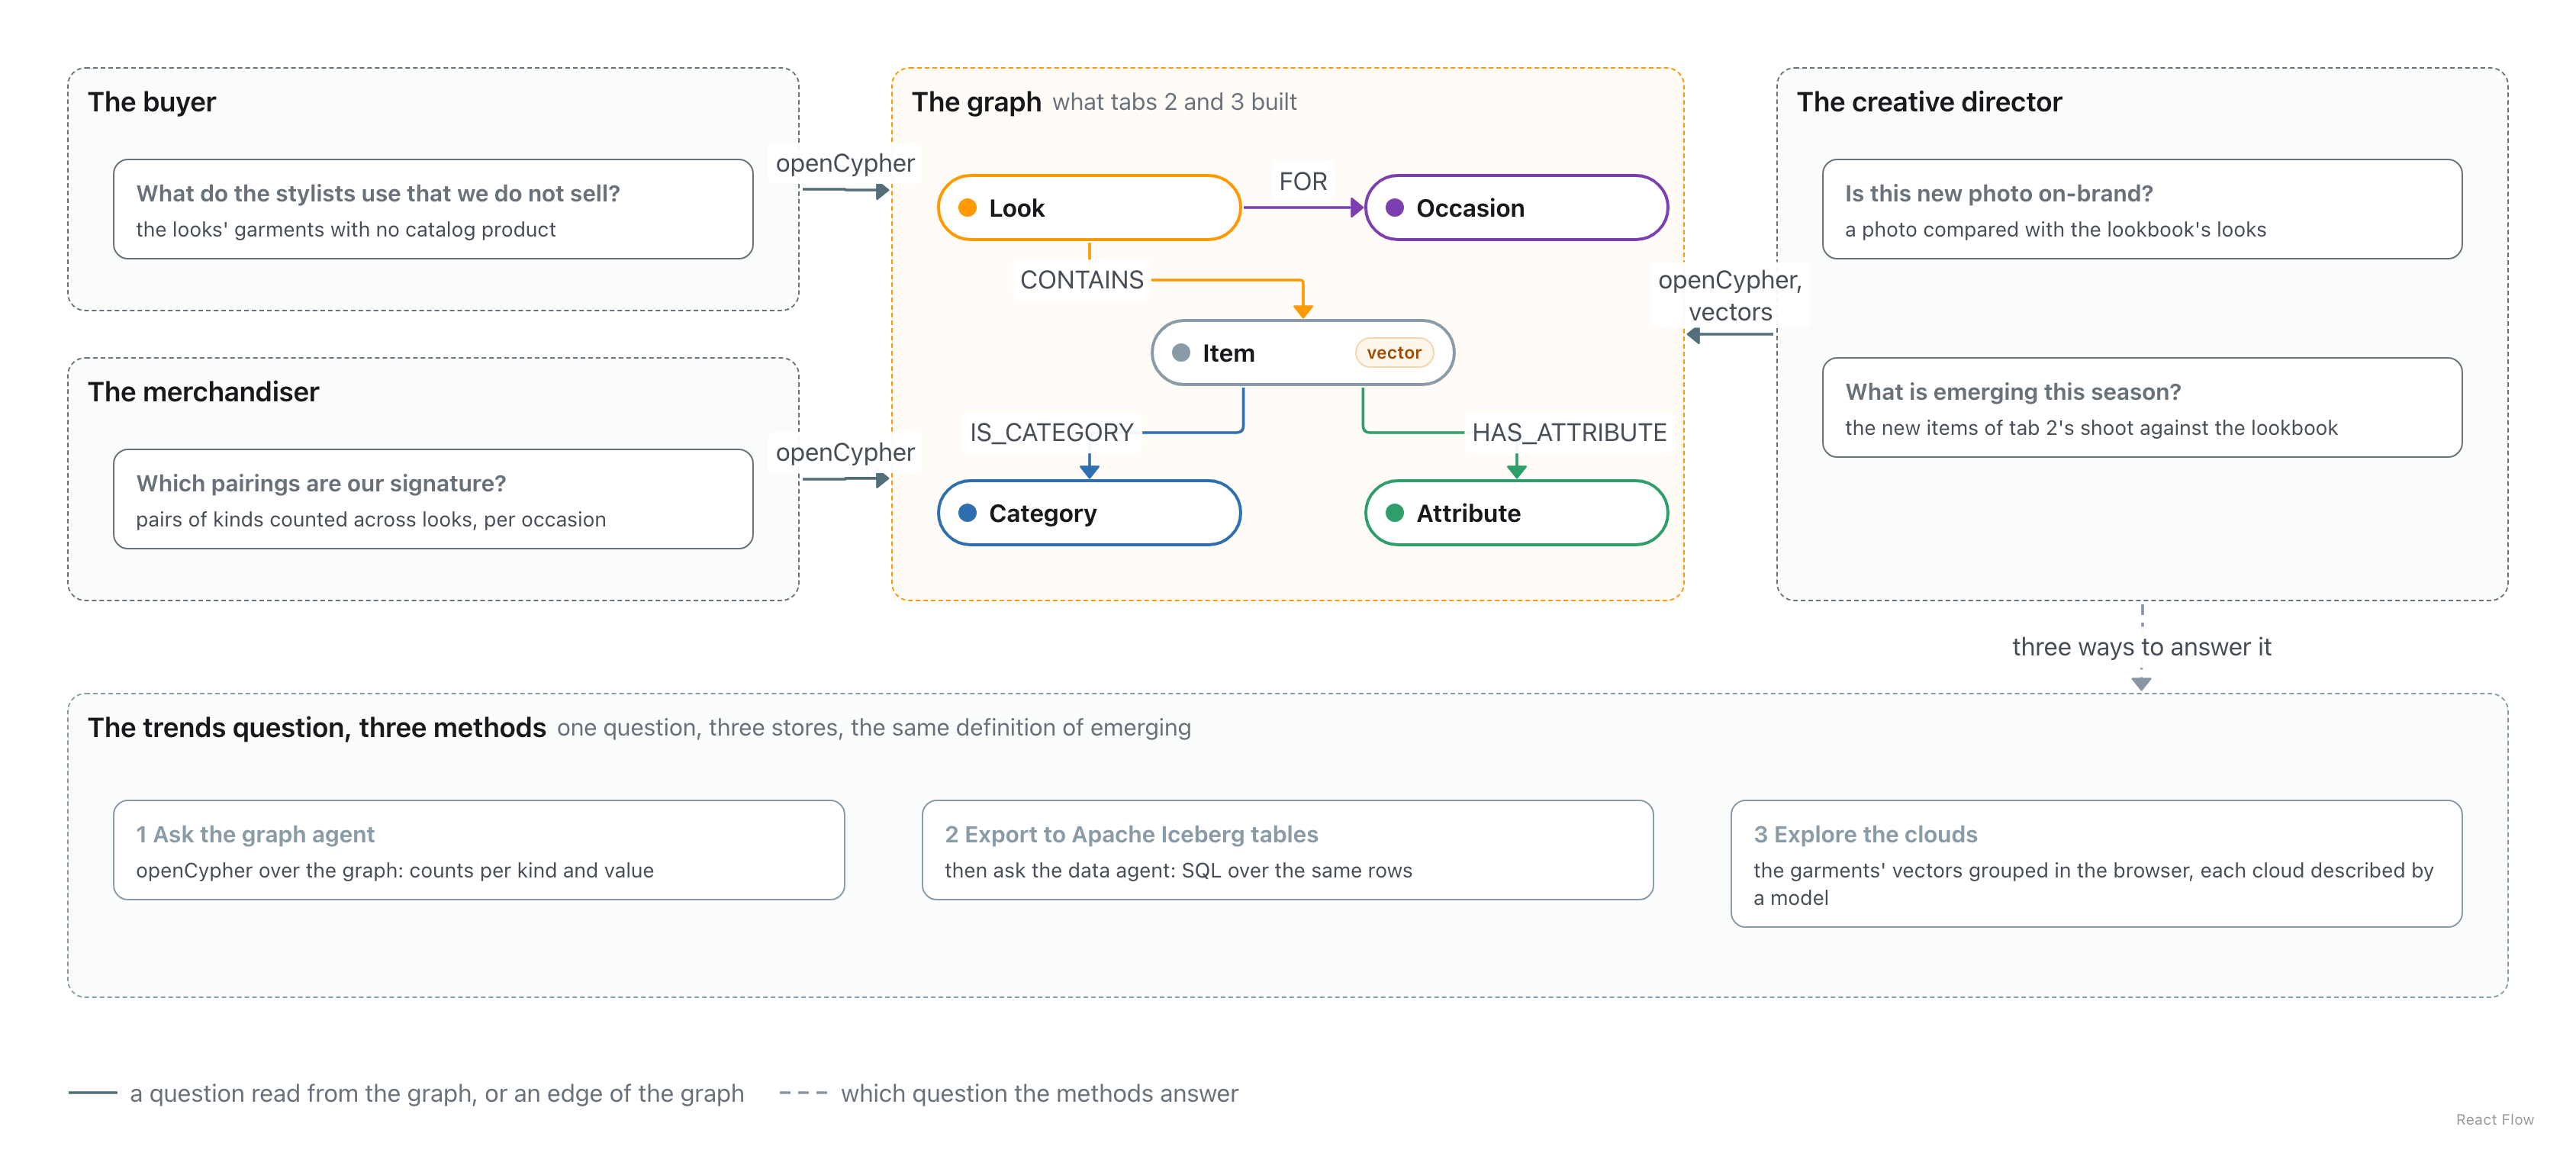 The buyer
What do the stylists use that we do not sell?
the looks' garments with no catalog product
openCypher
The merchandiser
Which pairings are our signature?
pairs of kinds counted across looks, per occasion
openCypher
The graph what tabs 2 and 3 built
Look
FOR
Occasion
CONTAINS
Item
vector
IS_CATEGORY
HAS_ATTRIBUTE
Category
Attribute
openCypher,
vectors
The creative director
Is this new photo on-brand?
a photo compared with the lookbook's looks
What is emerging this season?
the new items of tab 2's shoot against the lookbook
three ways to answer it
The trends question, three methods one question, three stores, the same definition of emerging
1 Ask the graph agent
openCypher over the graph: counts per kind and value
2 Export to Apache Iceberg tables
then ask the data agent: SQL over the same rows
3 Explore the clouds
the garments' vectors grouped in the browser, each cloud described by
a model
a question read from the graph, or an edge of the graph
which question the methods answer
React Flow